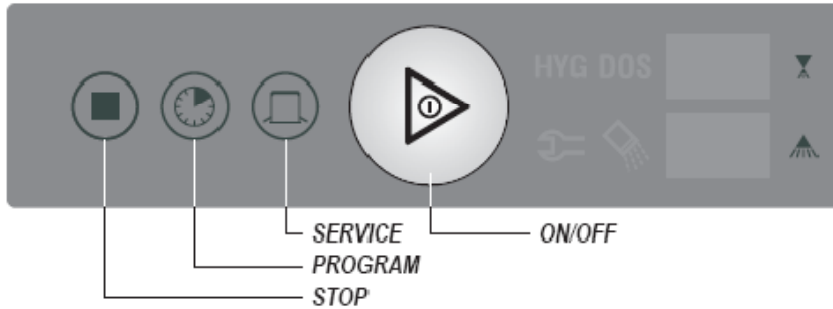 HYG DOS
SERVICE
ON/OFF
PROGRAM
STOP